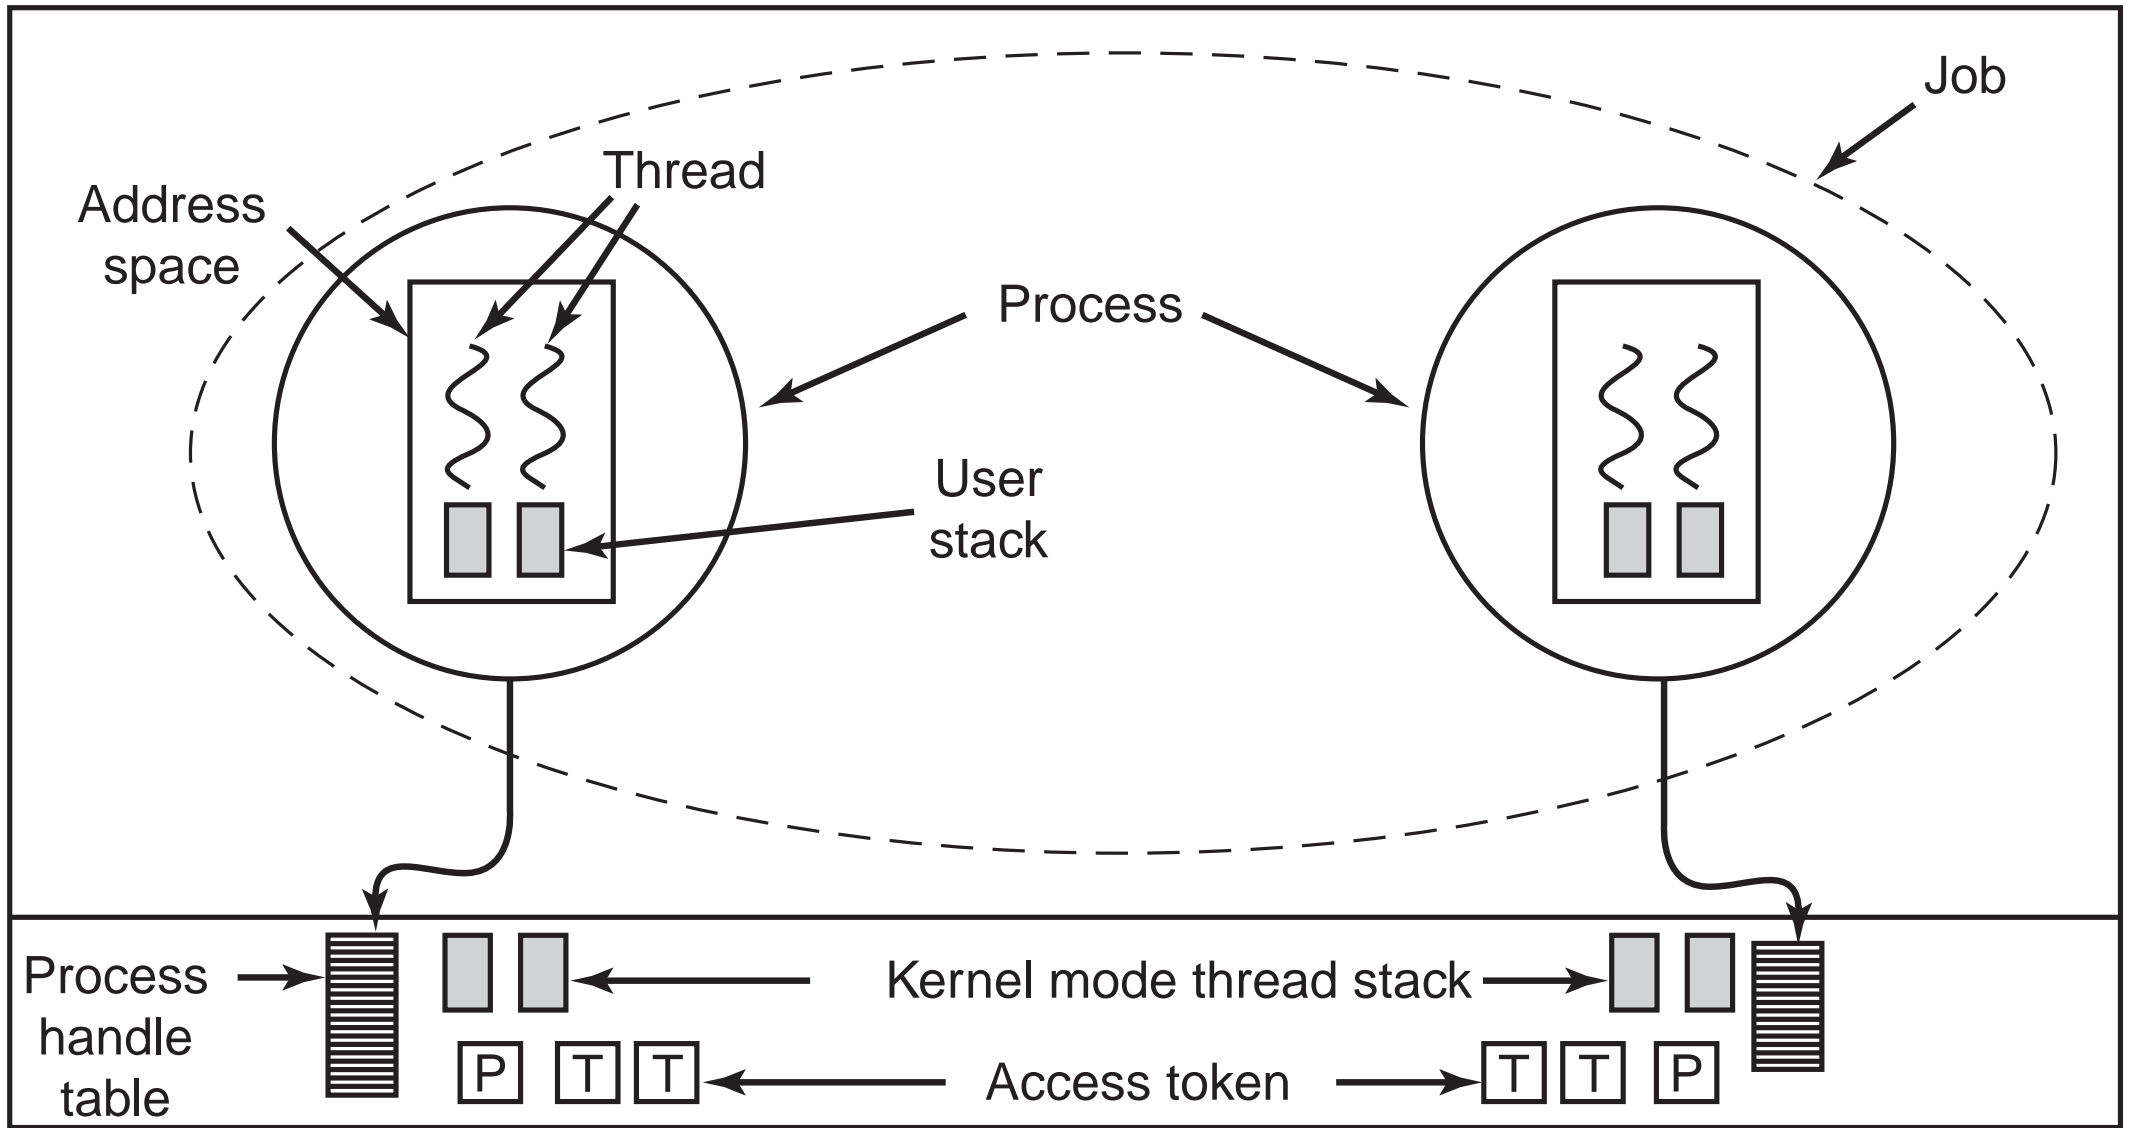 Job
Thread
Address
space
Process
User
stack
Process
handle
table
Kernel mode thread stack
P T T
Access token
T T P